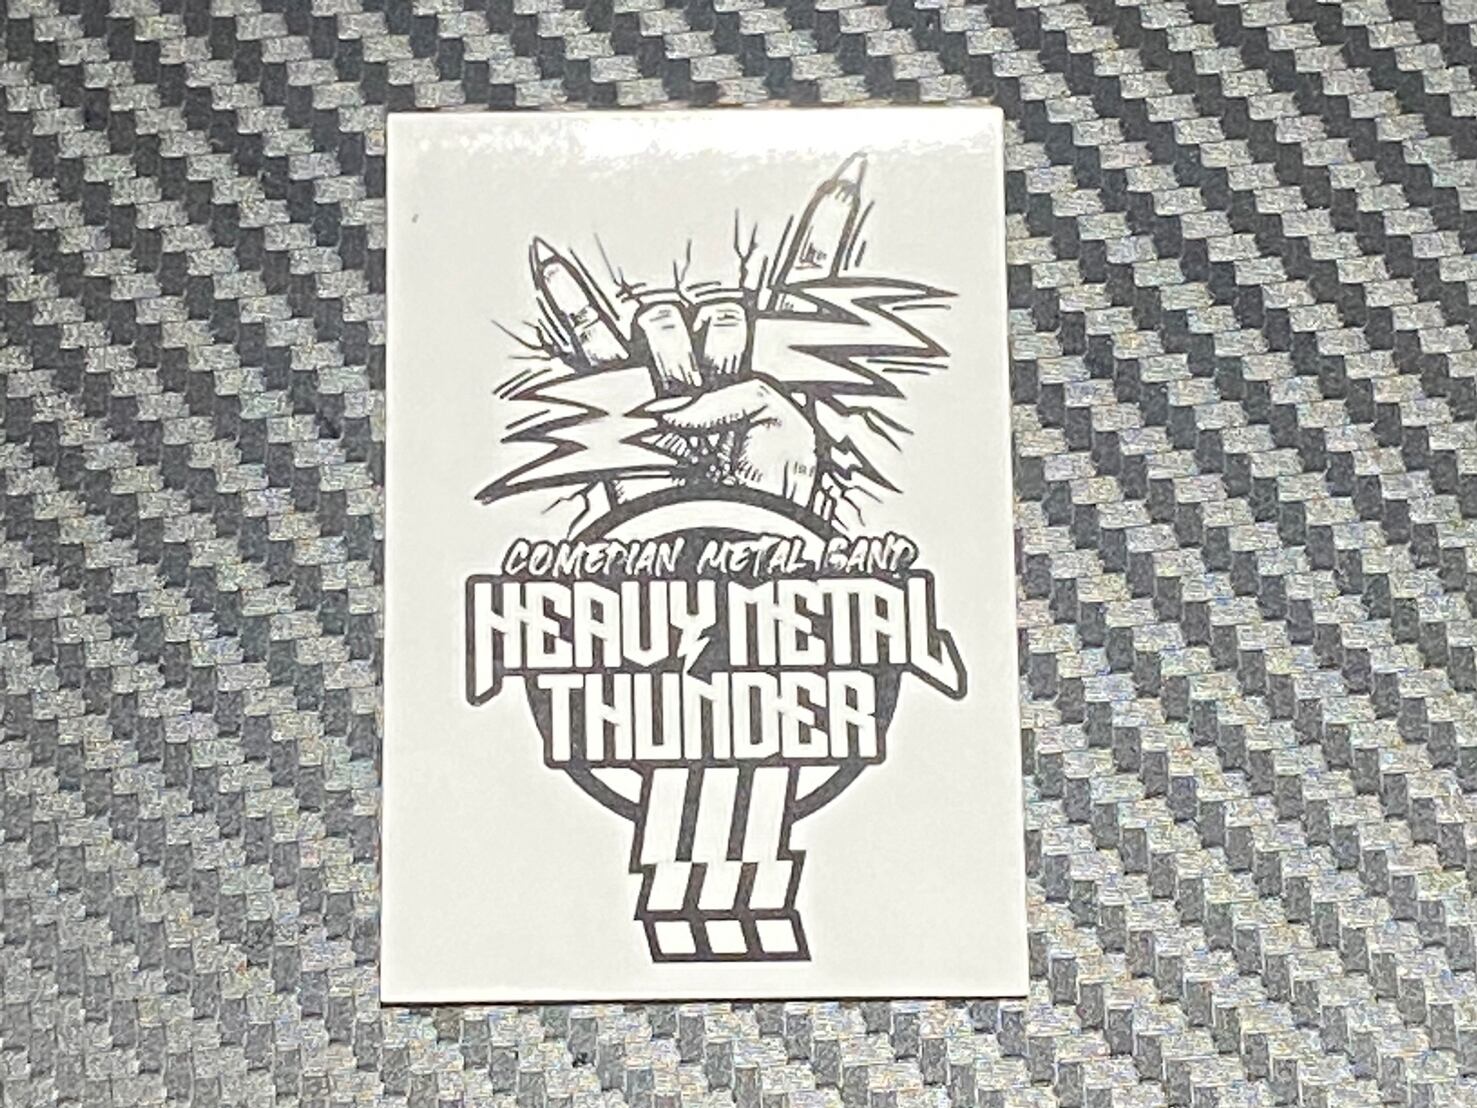 COMEDIAN METAL BAND
HEAVY METAL
THUNDER
!!!